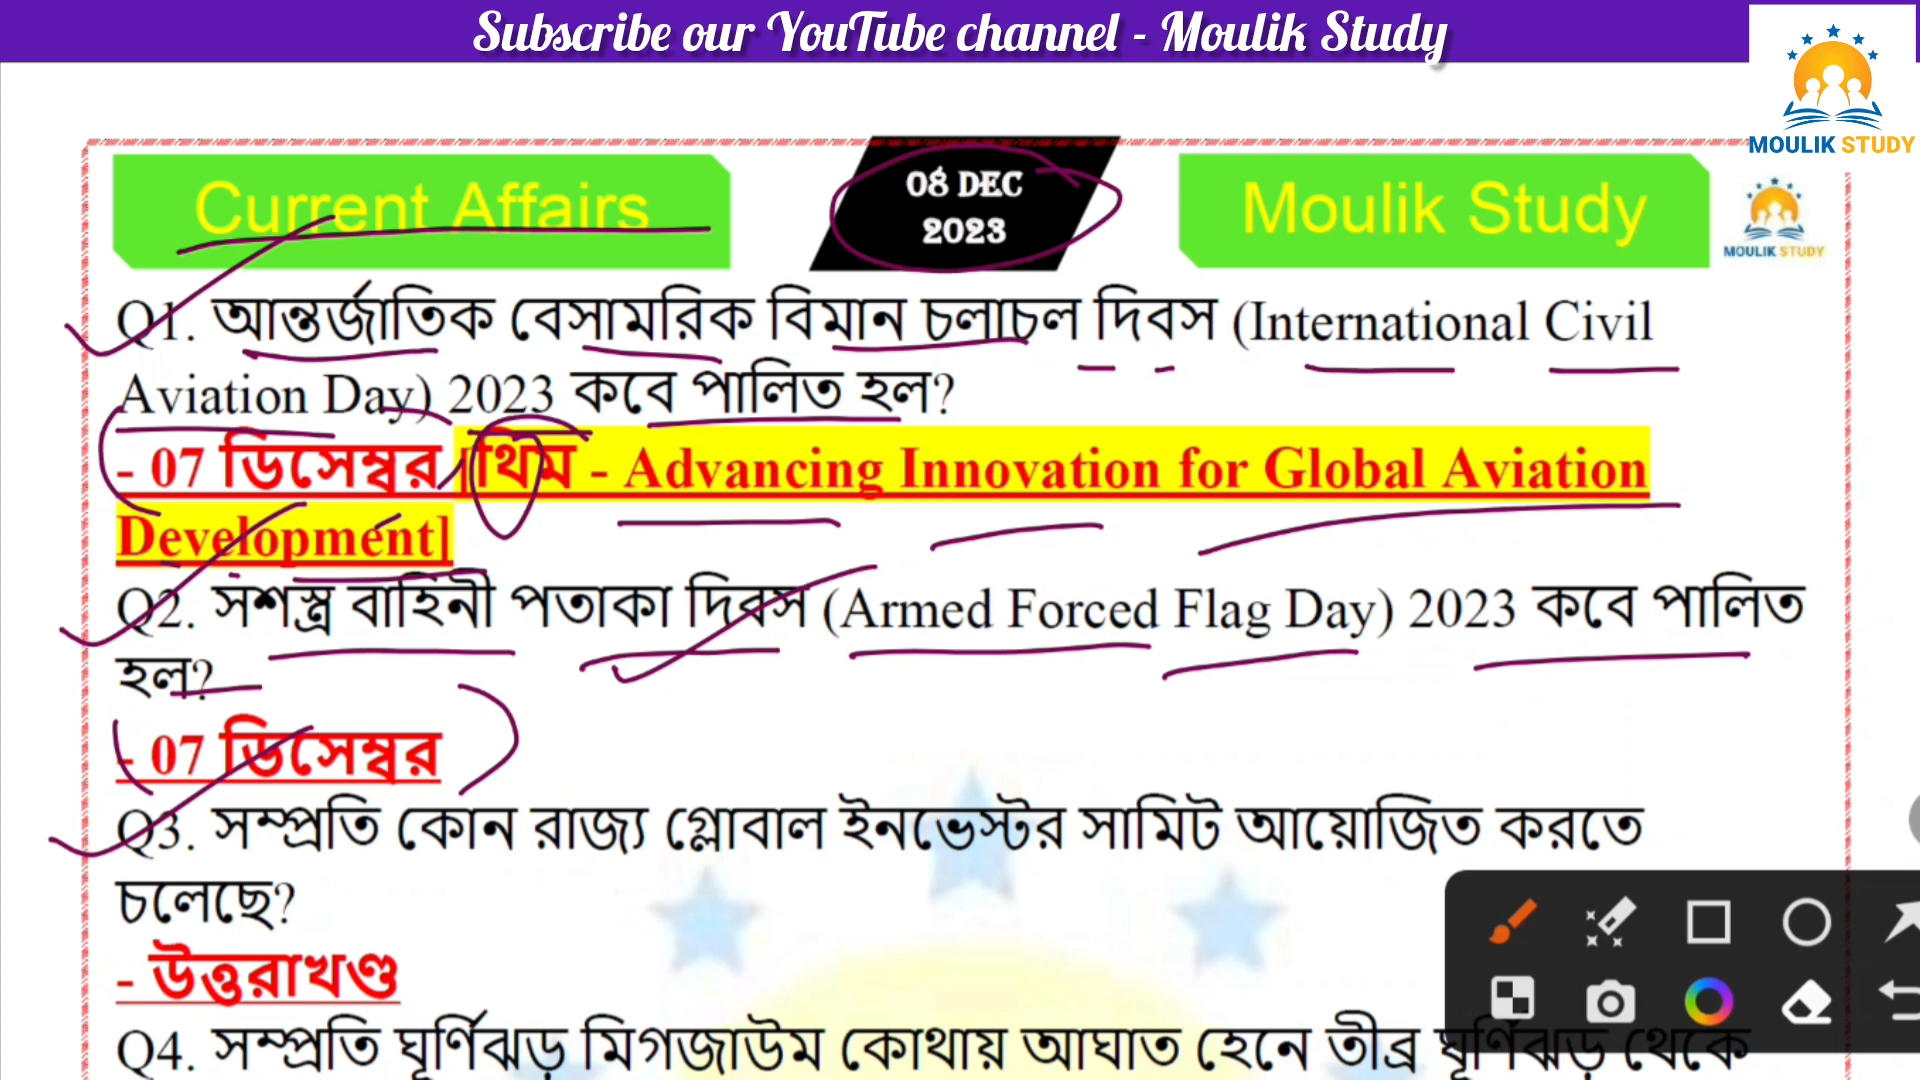 Subscribe our YouTube channel - Moulik Study
MOULIK STUDY
Current Affairs
08 DEC
2023
Moulik Study
MOULIK STUDY
Q1. আন্তর্জাতিক বেসামরিক বিমান চলাচল দিবস (International Civil
Aviation Day) 2023 কবে পালিত হল?
- 07 ডিসেম্বর [থিম - Advancing Innovation for Global Aviation
Development]
Q2. সশস্ত্র বাহিনী পতাকা দিবস (Armed Forced Flag Day) 2023 কবে পালিত
হল?
- 07 ডিসেম্বর
Q3. সম্প্রতি কোন রাজ্য গ্লোবাল ইনভেস্টর সামিট আয়োজিত করতে
চলেছে?
- উত্তরাখণ্ড
Q4. সম্প্রতি ঘূর্ণিঝড় মিগজাউম কোথায় আঘাত হেনে তীব্র ঘূর্ণিঝড় থেকে